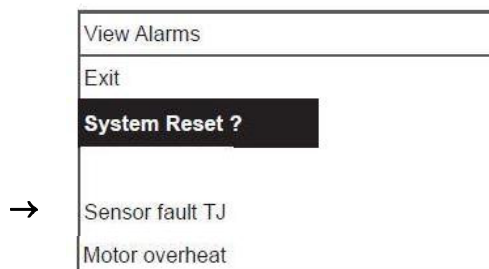 View Alarms
Exit
System Reset ?
→ Sensor fault TJ
Motor overheat